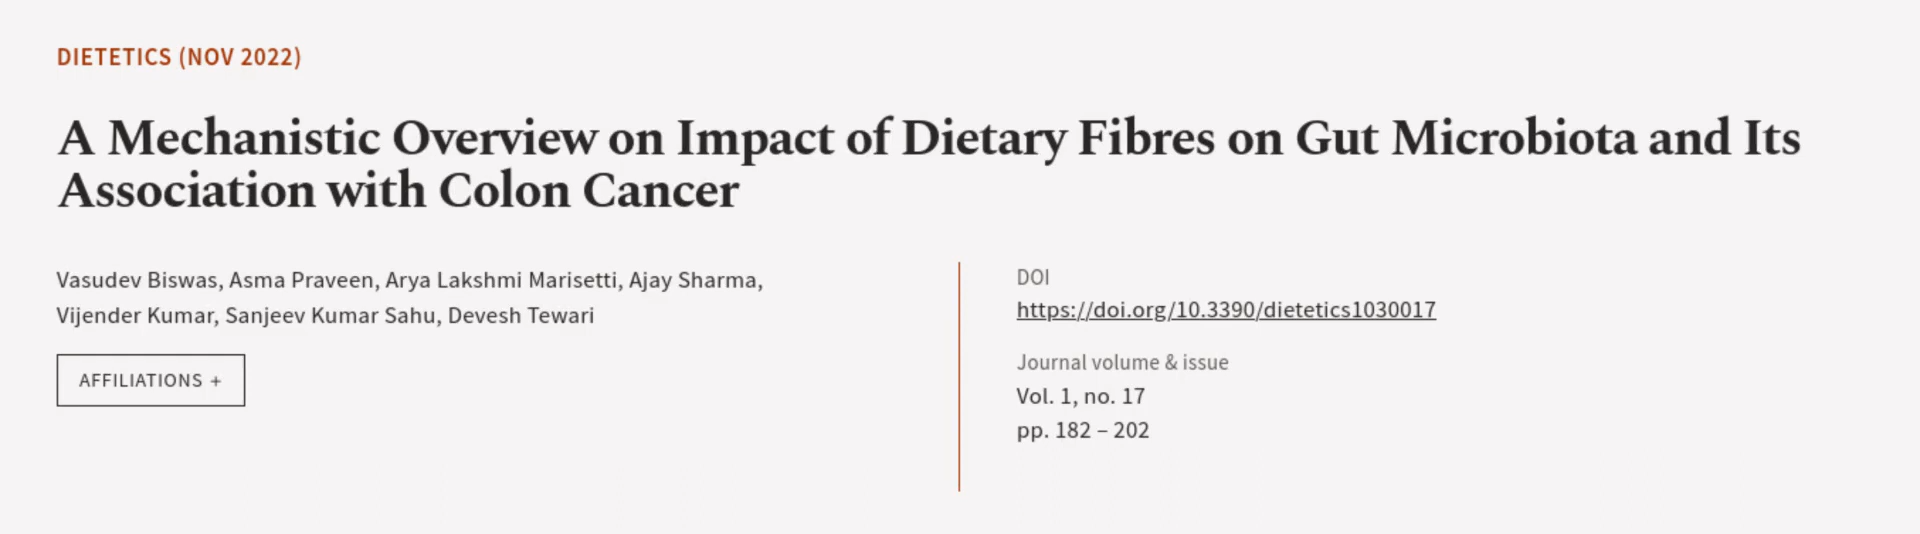 DIETETICS (NOV 2022)
A Mechanistic Overview on Impact of Dietary Fibres on Gut Microbiota and Its
Association with Colon Cancer
Vasudev Biswas, Asma Praveen, Arya Lakshmi Marisetti, Ajay Sharma,
Vijender Kumar, Sanjeev Kumar Sahu, Devesh Tewari
AFFILIATIONS +
DOI
https://doi.org/10.3390/dietetics1030017
Journal volume & issue
Vol. 1, no. 17
pp. 182 – 202